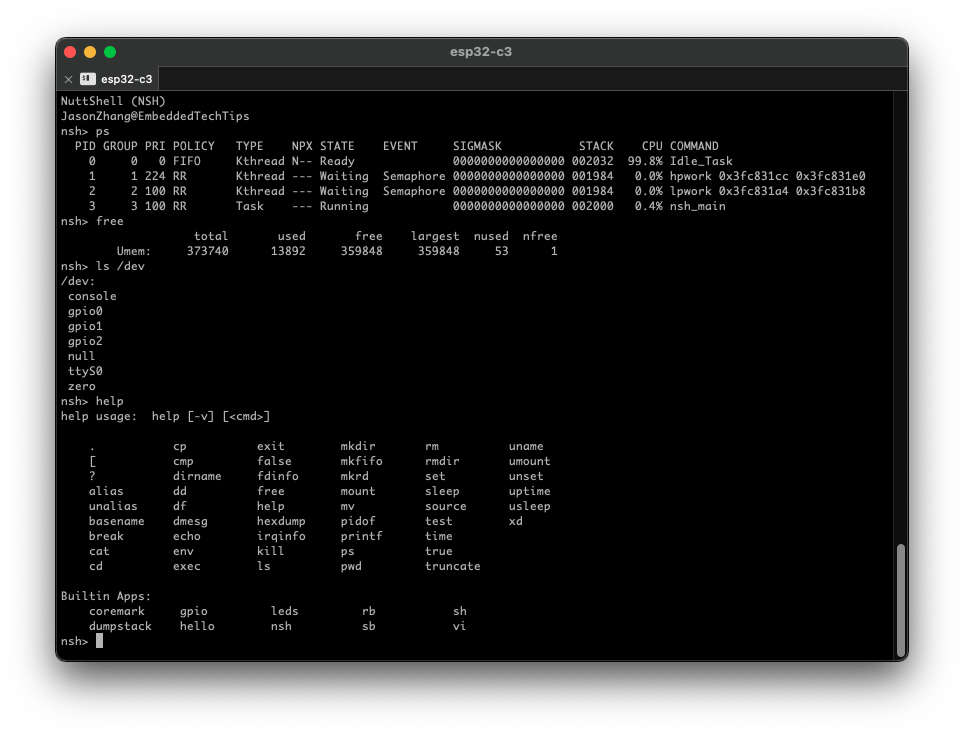 esp32-c3
esp32-c3
NuttShell (NSH)
JasonZhang@EmbeddedTechTips
nsh> ps
  PID GROUP PRI POLICY   TYPE    NPX STATE    EVENT     SIGMASK           STACK    CPU COMMAND
    0     0   0 FIFO     Kthread N-- Ready              0000000000000000 002032  99.8% Idle_Task
    1     1 224 RR       Kthread --- Waiting  Semaphore 0000000000000000 001984   0.0% hpwork 0x3fc831cc 0x3fc831e0
    2     2 100 RR       Kthread --- Waiting  Semaphore 0000000000000000 001984   0.0% lpwork 0x3fc831a4 0x3fc831b8
    3     3 100 RR       Task    --- Running            0000000000000000 002000   0.4% nsh_main
nsh> free
                   total       used       free    largest  nused  nfree
        Umem:     373740      13892     359848     359848     53      1
nsh> ls /dev
/dev:
 console
 gpio0
 gpio1
 gpio2
 null
 ttyS0
 zero
nsh> help
help usage:  help [-v] [<cmd>]
    .           cp          exit        mkdir       rm          uname
    [           cmp         false       mkfifo      rmdir       umount
    ?           dirname     fdinfo      mkrd        set         unset
    alias       dd          free        mount       sleep       uptime
    unalias     df          help        mv          source      usleep
    basename    dmesg       hexdump     pidof       test        xd
    break       echo        irqinfo     printf      time
    cat         env         kill        ps          true
    cd          exec        ls          pwd         truncate
Builtin Apps:
    coremark     gpio         leds         rb           sh
    dumpstack    hello        nsh          sb           vi
nsh>